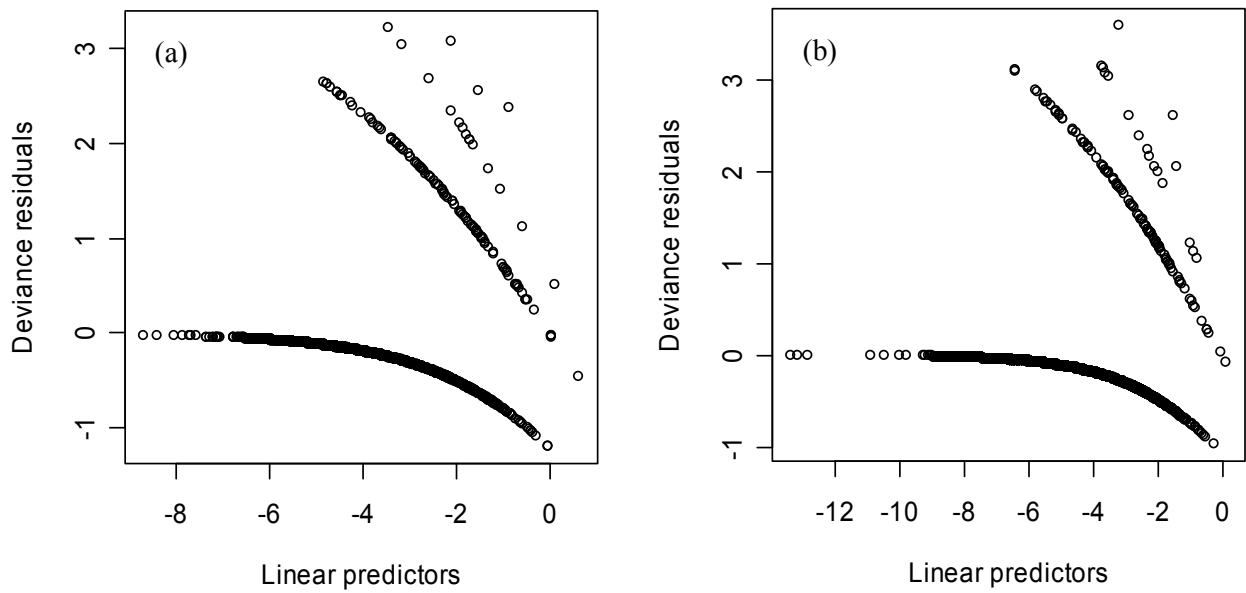 (a)
Deviance residuals
3
2
1
0
-1
-8 -6 -4 -2 0
Linear predictors
(b)
Deviance residuals
3
2
1
0
-1
-12 -10 -8 -6 -4 -2 0
Linear predictors